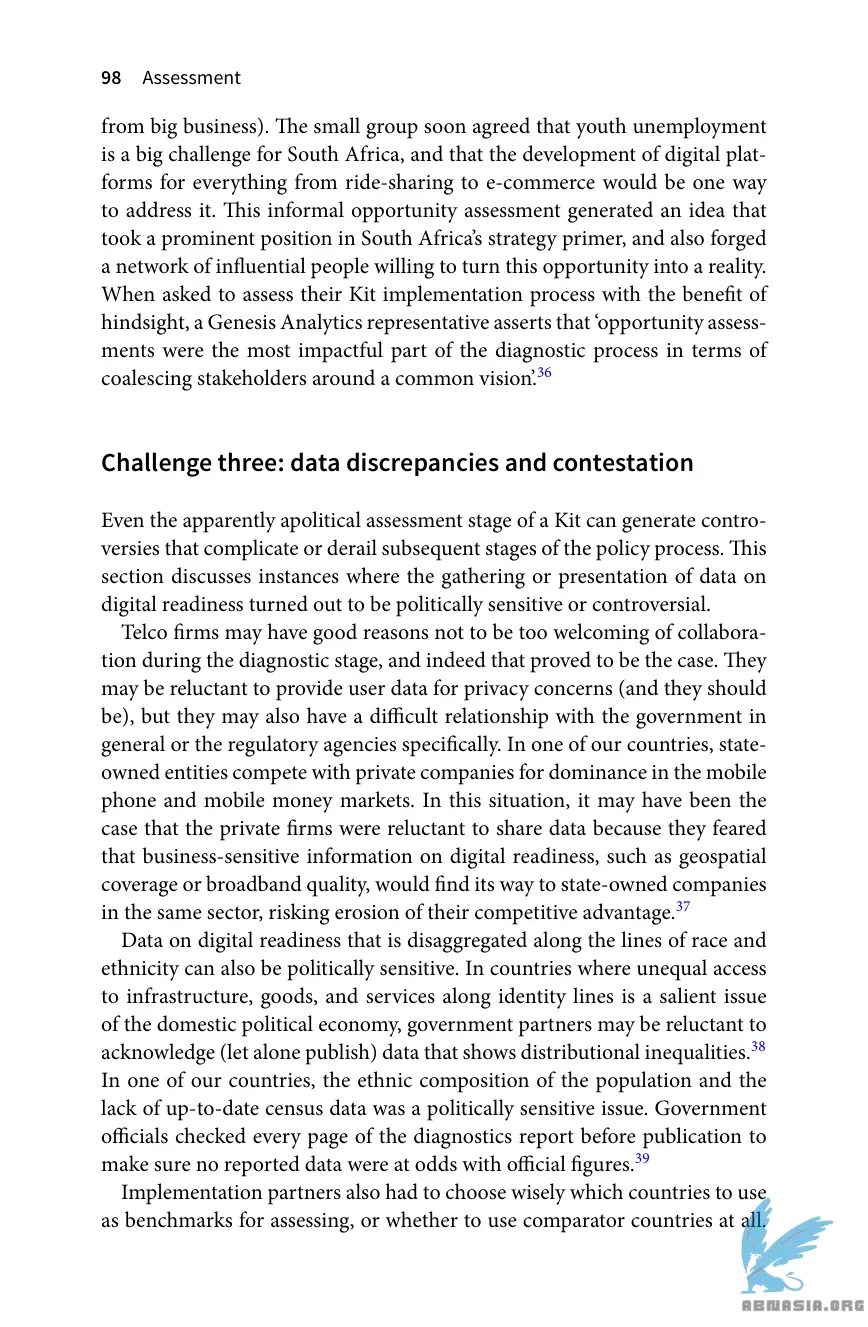 98 Assessment
from big business). The small group soon agreed that youth unemployment
is a big challenge for South Africa, and that the development of digital plat-
forms for everything from ride-sharing to e-commerce would be one way
to address it. This informal opportunity assessment generated an idea that
took a prominent position in South Africa’s strategy primer, and also forged
a network of influential people willing to turn this opportunity into a reality.
When asked to assess their Kit implementation process with the benefit of
hindsight, a Genesis Analytics representative asserts that ‘opportunity assess-
ments were the most impactful part of the diagnostic process in terms of
coalescing stakeholders around a common vision’.36
Challenge three: data discrepancies and contestation
Even the apparently apolitical assessment stage of a Kit can generate contro-
versies that complicate or derail subsequent stages of the policy process. This
section discusses instances where the gathering or presentation of data on
digital readiness turned out to be politically sensitive or controversial.
Telco firms may have good reasons not to be too welcoming of collabora-
tion during the diagnostic stage, and indeed that proved to be the case. They
may be reluctant to provide user data for privacy concerns (and they should
be), but they may also have a difficult relationship with the government in
general or the regulatory agencies specifically. In one of our countries, state-
owned entities compete with private companies for dominance in the mobile
phone and mobile money markets. In this situation, it may have been the
case that the private firms were reluctant to share data because they feared
that business-sensitive information on digital readiness, such as geospatial
coverage or broadband quality, would find its way to state-owned companies
in the same sector, risking erosion of their competitive advantage.37
Data on digital readiness that is disaggregated along the lines of race and
ethnicity can also be politically sensitive. In countries where unequal access
to infrastructure, goods, and services along identity lines is a salient issue
of the domestic political economy, government partners may be reluctant to
acknowledge (let alone publish) data that shows distributional inequalities.38
In one of our countries, the ethnic composition of the population and the
lack of up-to-date census data was a politically sensitive issue. Government
officials checked every page of the diagnostics report before publication to
make sure no reported data were at odds with official figures.39
Implementation partners also had to choose wisely which countries to use
as benchmarks for assessing, or whether to use comparator countries at all.
ABNASIA.ORG